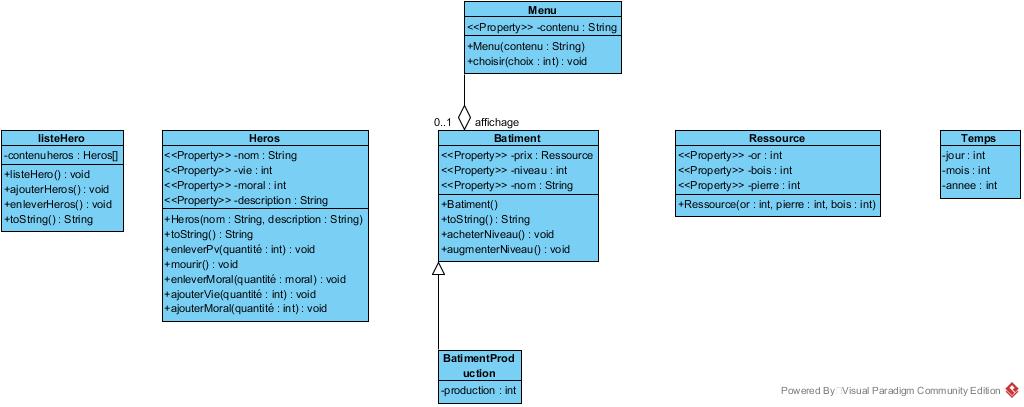 Menu
<<Property>> -contenu : String
+Menu(contenu : String)
+choisir(choix : int) : void
0..1 affichage
listeHero
-contenuheros : Heros[]
+listeHero() : void
+ajouterHeros() : void
+enleverHeros() : void
+toString() : String
Heros
<<Property>> -nom : String
<<Property>> -vie : int
<<Property>> -moral : int
<<Property>> -description : String
+Heros(nom : String, description : String)
+toString() : String
+enleverPv(quantité : int) : void
+mourir() : void
+enleverMoral(quantité : moral) : void
+ajouterVie(quantité : int) : void
+ajouterMoral(quantité : int) : void
Batiment
<<Property>> -prix : Ressource
<<Property>> -niveau : int
<<Property>> -nom : String
+Batiment()
+toString() : String
+acheterNiveau() : void
+augmenterNiveau() : void
Ressource
<<Property>> -or : int
<<Property>> -bois : int
<<Property>> -pierre : int
+Ressource(or : int, pierre : int, bois : int)
Temps
-jour : int
-mois : int
-annee : int
BatimentProd
uction
-production : int
Powered By Visual Paradigm Community Edition